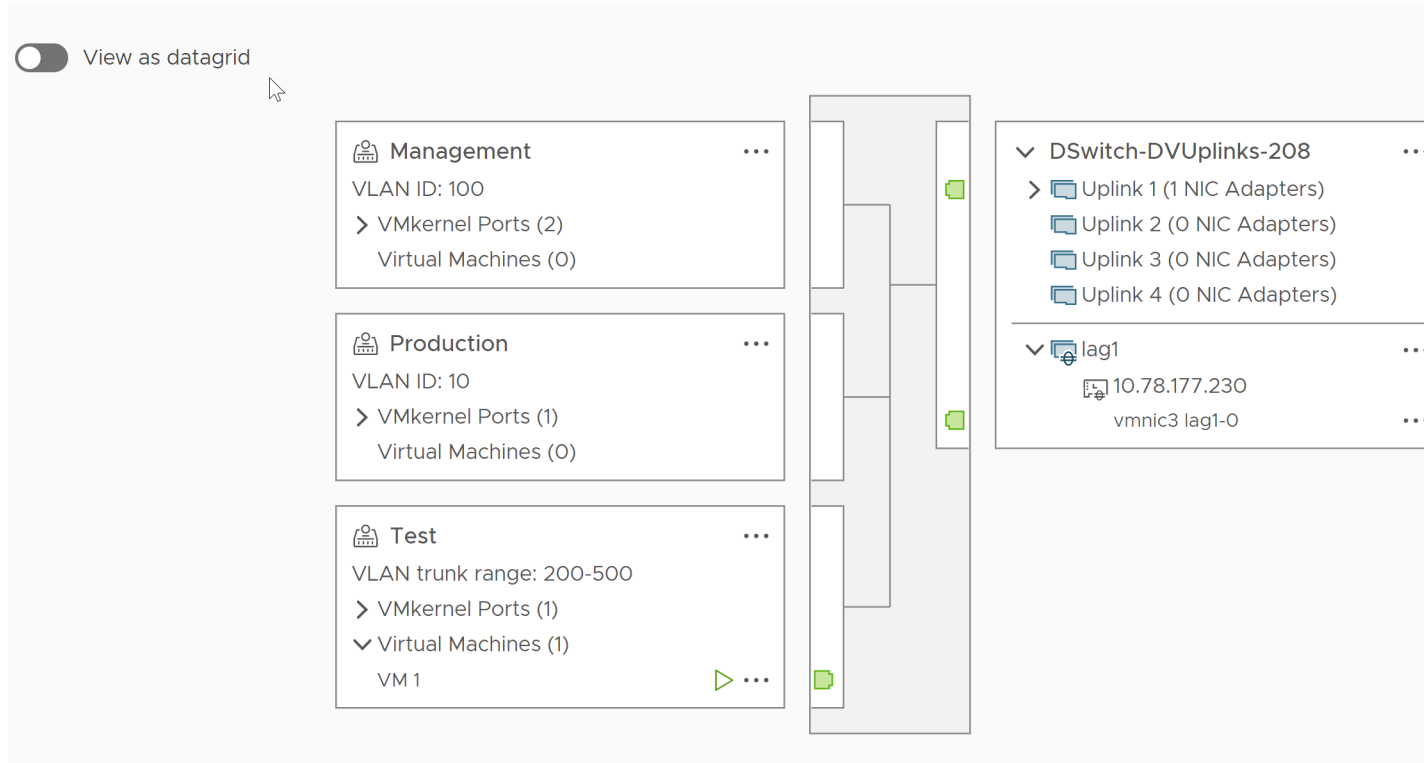 View as datagrid
Management
VLAN ID: 100
VMkernel Ports (2)
Virtual Machines (0)
Production
VLAN ID: 10
VMkernel Ports (1)
Virtual Machines (0)
Test
VLAN trunk range: 200-500
VMkernel Ports (1)
Virtual Machines (1)
VM 1
DSwitch-DVUplinks-208
Uplink 1 (1 NIC Adapters)
Uplink 2 (0 NIC Adapters)
Uplink 3 (0 NIC Adapters)
Uplink 4 (0 NIC Adapters)
lag1
10.78.177.230
vmnic3 lag1-0